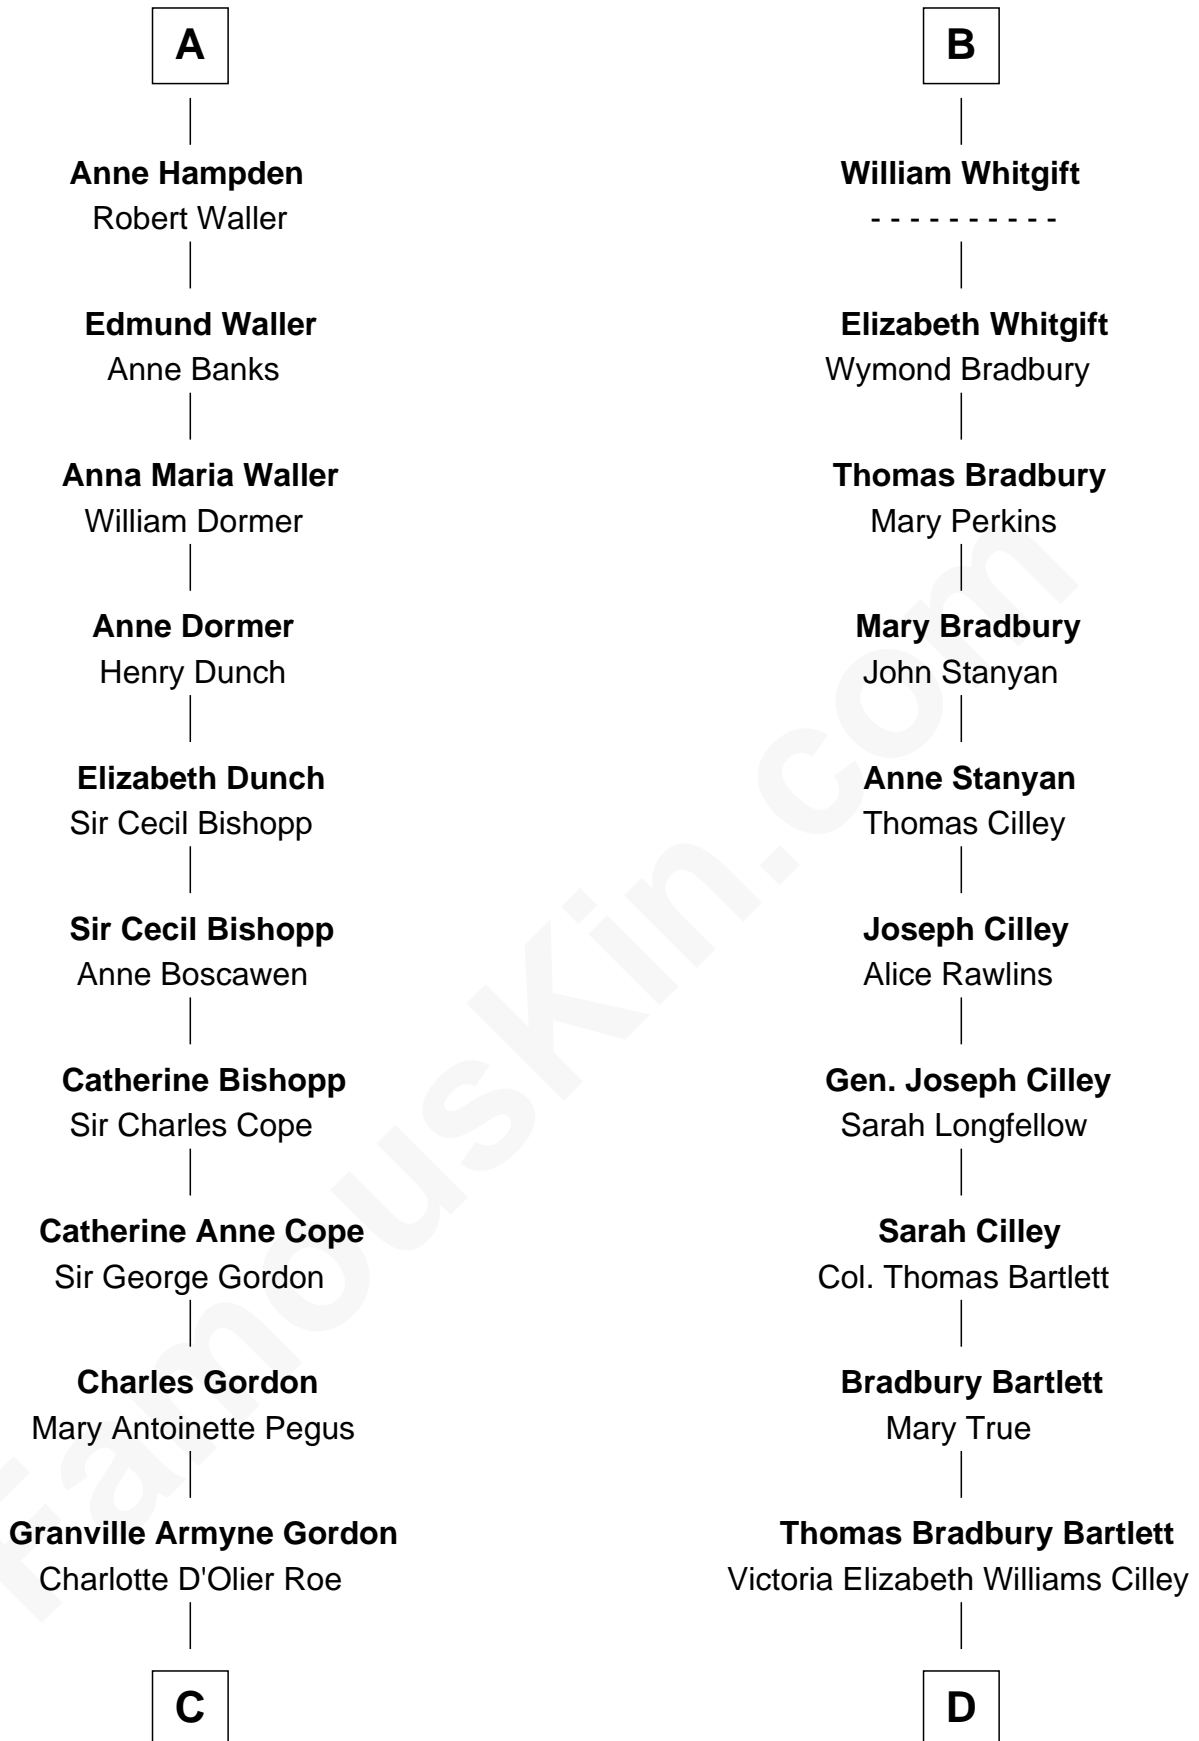 A
Anne Hampden
Robert Waller
Edmund Waller
Anne Banks
Anna Maria Waller
William Dormer
Anne Dormer
Henry Dunch
Elizabeth Dunch
Sir Cecil Bishopp
Sir Cecil Bishopp
Anne Boscawen
Catherine Bishopp
Sir Charles Cope
Catherine Anne Cope
Sir George Gordon
Charles Gordon
Mary Antoinette Pegus
Granville Armyne Gordon
Charlotte D'Olier Roe
C
B
William Whitgift
- - - - - - - - - -
Elizabeth Whitgift
Wymond Bradbury
Thomas Bradbury
Mary Perkins
Mary Bradbury
John Stanyan
Anne Stanyan
Thomas Cilley
Joseph Cilley
Alice Rawlins
Gen. Joseph Cilley
Sarah Longfellow
Sarah Cilley
Col. Thomas Bartlett
Bradbury Bartlett
Mary True
Thomas Bradbury Bartlett
Victoria Elizabeth Williams Cilley
D
FamousKin.com